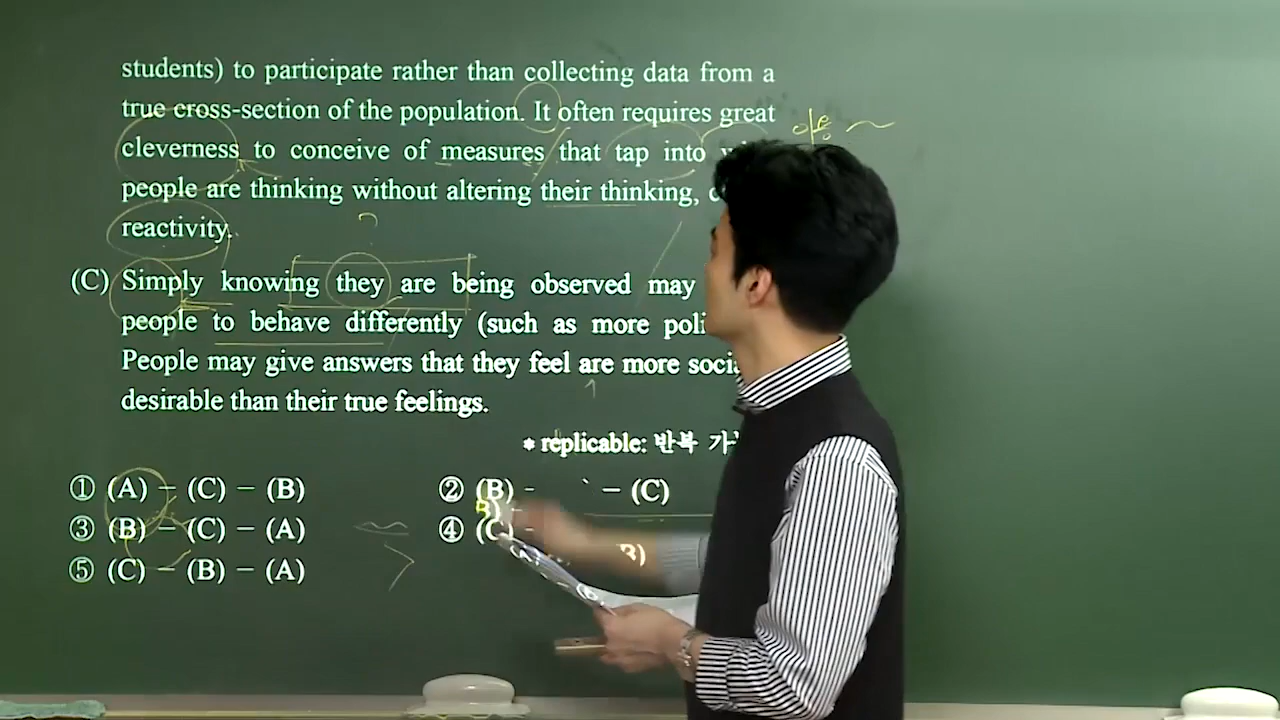 students) to participate rather than collecting data from a
true cross-section of the population. It often requires great
cleverness to conceive of measures that tap into
people are thinking without altering their thinking,
reactivity.
(C) Simply knowing they are being observed may
people to behave differently (such as more
People may give answers that they feel are more
desirable than their true feelings.
* replicable: 반복
① (A) - (C) - (B)
② (B) - - (C)
③ (B) - (C) - (A)
④ (C) -
⑤ (C) - (B) - (A)